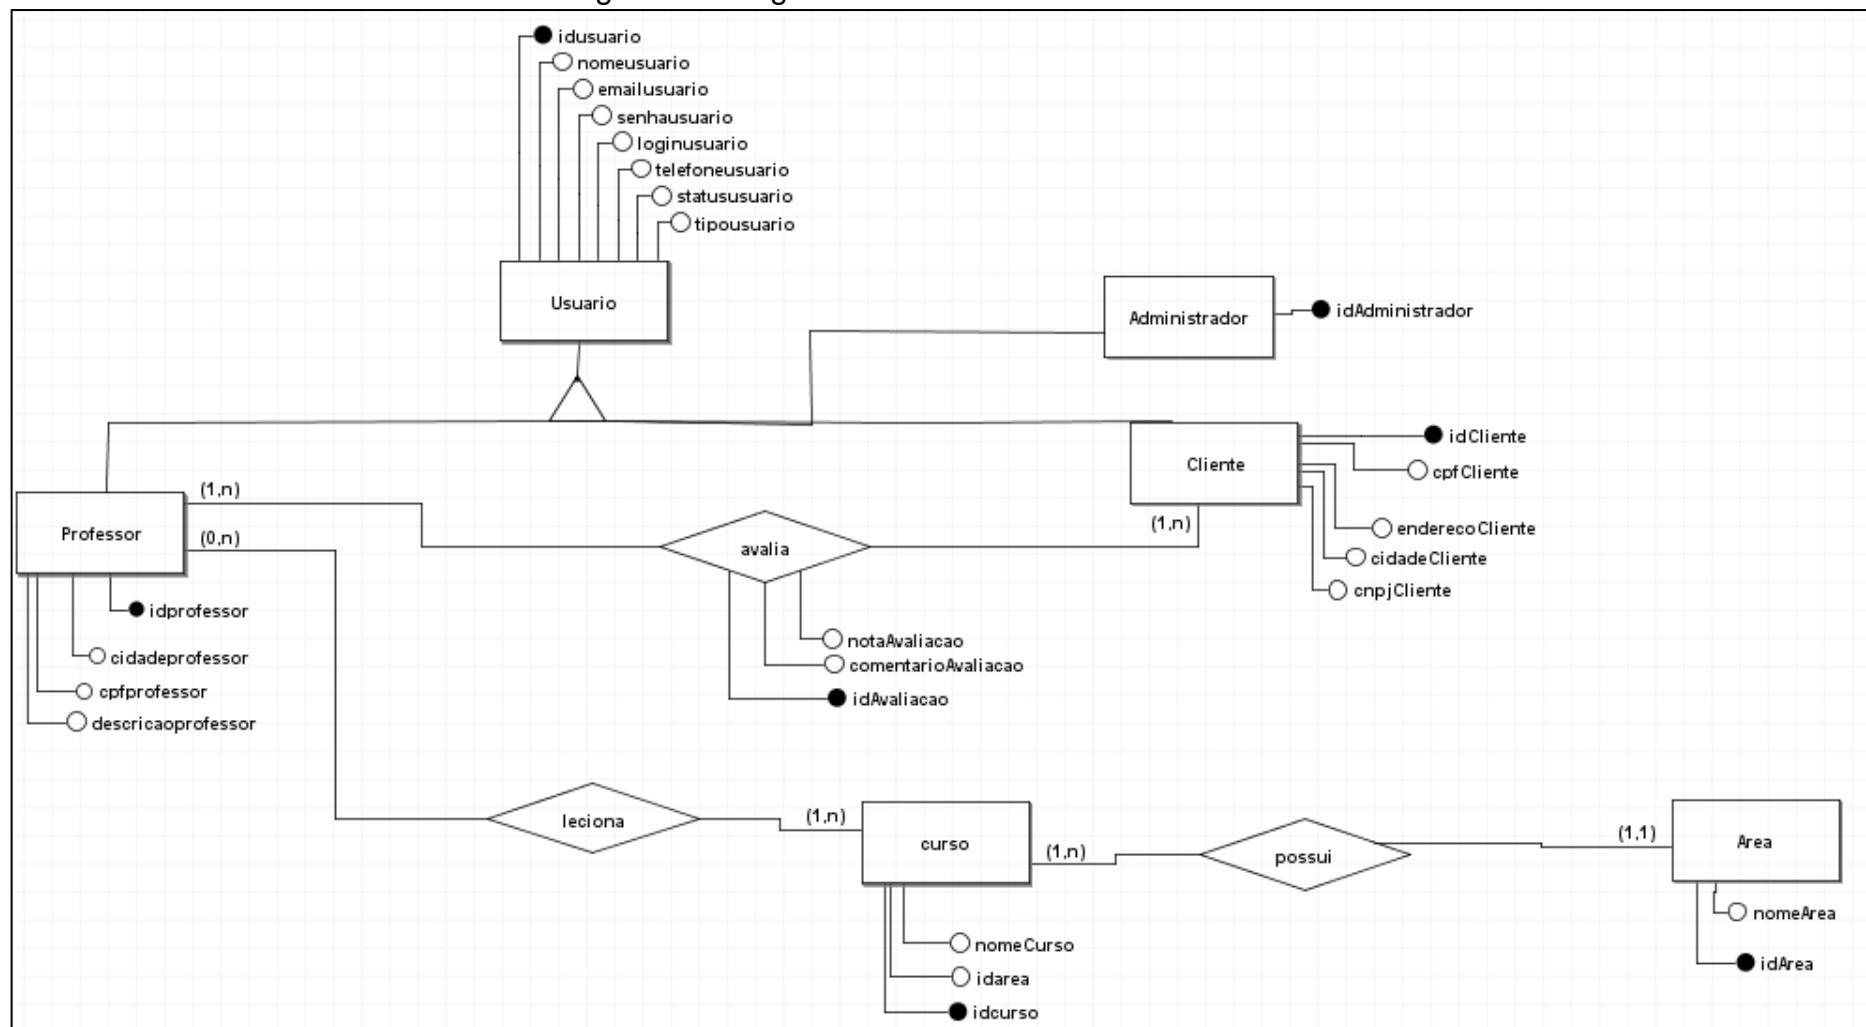 idusuario
nomeusuario
emailusuario
senhausuario
loginusuario
telefoneusuario
statususuario
tipousuario
Usuario
Administrador
idAdministrador
Cliente
idCliente
cpfCliente
enderecoCliente
cidadeCliente
cnpjCliente
(1,n)
(1,n)
Professor
(0,n)
avalia
idprofessor
cidadeprofessor
cpfprofessor
descricaoprofessor
notaAvaliacao
comentarioAvaliacao
idAvaliacao
leciona
(1,n)
curso
(1,n)
possui
(1,1)
Area
nomeCurso
idarea
idcurso
nomeArea
idArea